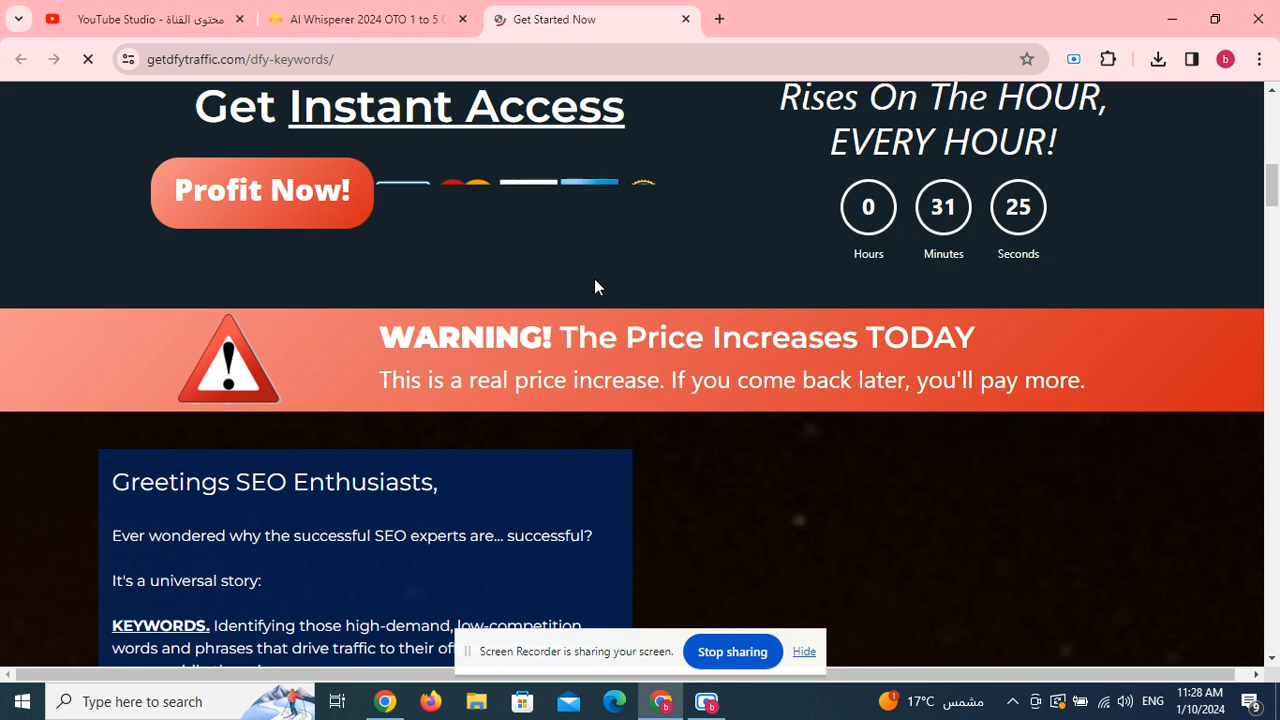 YouTube Studio - محتوى القناة
AI Whisperer 2024 OTO 1 to 5
Get Started Now
getdfytraffic.com/dfy-keywords/
b
Get Instant Access
Profit Now!
Rises On The HOUR,
EVERY HOUR!
0 31 25
Hours Minutes Seconds
WARNING! The Price Increases TODAY
This is a real price increase. If you come back later, you'll pay more.
Greetings SEO Enthusiasts,
Ever wondered why the successful SEO experts are... successful?
It's a universal story:
KEYWORDS. Identifying those high-demand, low-competition
words and phrases that drive traffic to their
Screen Recorder is sharing your screen. Stop sharing Hide
Type here to search
1
17°C مشمس
ENG
11:28 AM
1/10/2024
9